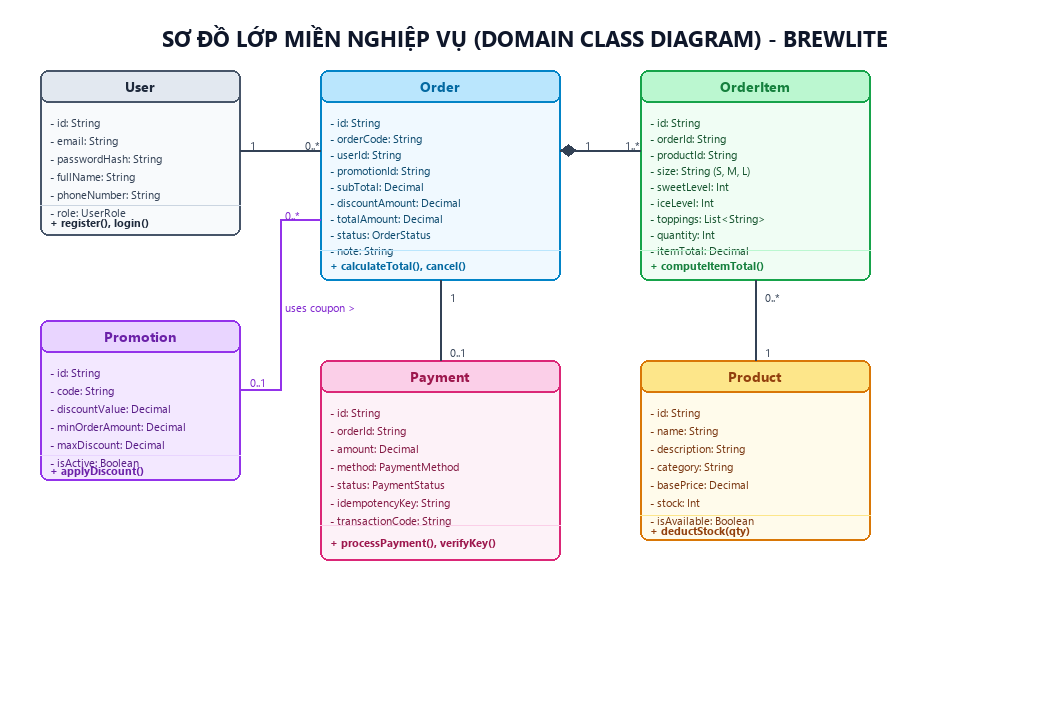 SƠ ĐỒ LỚP MIỀN NGHIỆP VỤ (DOMAIN CLASS DIAGRAM) - BREWLITE
User
- id: String
- email: String
- passwordHash: String
- fullName: String
- phoneNumber: String
- role: UserRole
+ register(), login()
1
0..*
Order
- id: String
- orderCode: String
- userId: String
- promotionId: String
- subTotal: Decimal
- discountAmount: Decimal
- totalAmount: Decimal
- status: OrderStatus
- note: String
+ calculateTotal(), cancel()
1
1..*
OrderItem
- id: String
- orderId: String
- productId: String
- size: String (S, M, L)
- sweetLevel: Int
- iceLevel: Int
- toppings: List<String>
- quantity: Int
- itemTotal: Decimal
+ computeItemTotal()
0..*
uses coupon >
0..1
1
0..1
0..*
1
Promotion
- id: String
- code: String
- discountValue: Decimal
- minOrderAmount: Decimal
- maxDiscount: Decimal
- isActive: Boolean
+ applyDiscount()
Payment
- id: String
- orderId: String
- amount: Decimal
- method: PaymentMethod
- status: PaymentStatus
- idempotencyKey: String
- transactionCode: String
+ processPayment(), verifyKey()
Product
- id: String
- name: String
- description: String
- category: String
- basePrice: Decimal
- stock: Int
- isAvailable: Boolean
+ deductStock(qty)